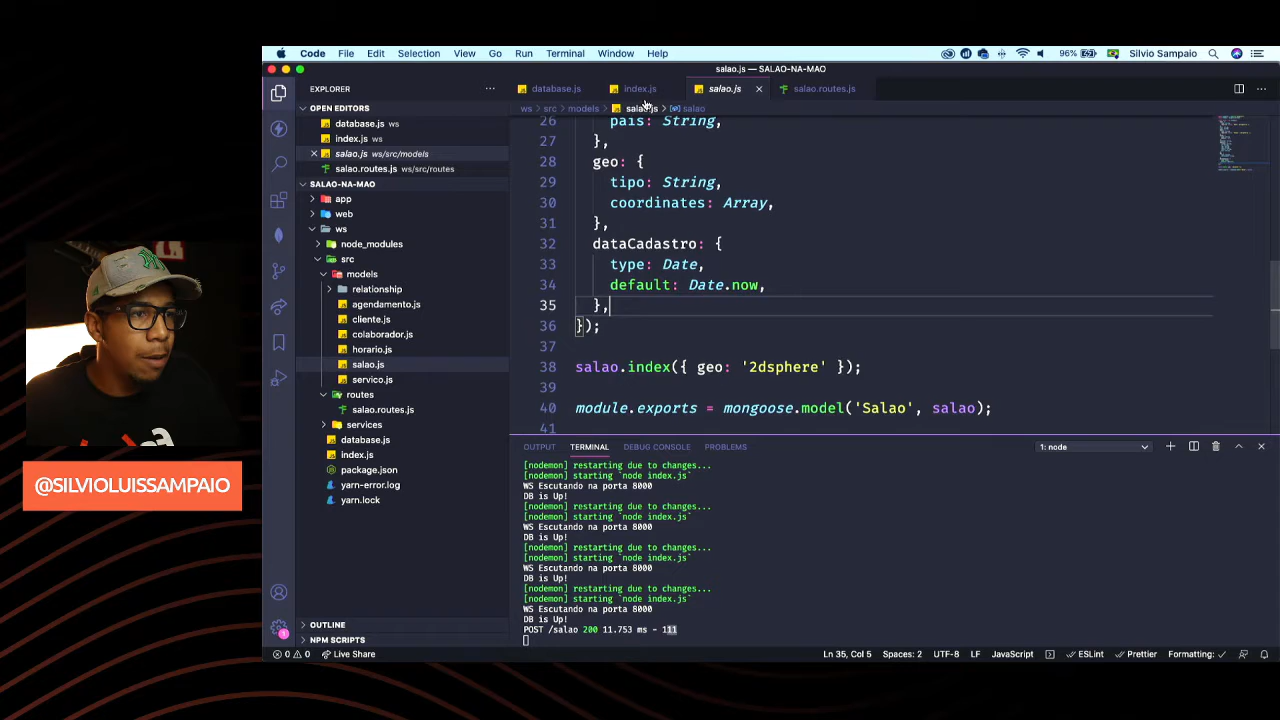 Code File Edit Selection View Go Run Terminal Window Help 96% Silvio Sampaio
salao.js — SALAO-NA-MAO
EXPLORER
database.js index.js salao.js salao.routes.js
OPEN EDITORS
ws > src > models > salao.js > salao
database.js ws
index.js ws
salao.js ws/src/models
salao.routes.js ws/src/routes
SALAO-NA-MAO
app
web
ws
node_modules
src
models
relationship
agendamento.js
cliente.js
colaborador.js
horario.js
salao.js
servico.js
routes
salao.routes.js
services
database.js
index.js
package.json
yarn-error.log
yarn.lock
OUTLINE
NPM SCRIPTS
26 pais: String,
27 },
28 geo: {
29 tipo: String,
30 coordinates: Array,
31 },
32 dataCadastro: {
33 type: Date,
34 default: Date.now,
35 },
36 });
37
38 salao.index({ geo: '2dsphere' });
39
40 module.exports = mongoose.model('Salao', salao);
41
OUTPUT TERMINAL DEBUG CONSOLE PROBLEMS 1: node
[nodemon] restarting due to changes...
[nodemon] starting `node index.js`
WS Escutando na porta 8000
DB is Up!
[nodemon] restarting due to changes...
[nodemon] starting `node index.js`
WS Escutando na porta 8000
DB is Up!
[nodemon] restarting due to changes...
[nodemon] starting `node index.js`
WS Escutando na porta 8000
DB is Up!
[nodemon] restarting due to changes...
[nodemon] starting `node index.js`
WS Escutando na porta 8000
DB is Up!
POST /salao 200 11.753 ms - 111
0 0 Live Share Ln 35, Col 5 Spaces: 2 UTF-8 LF JavaScript ESLint Prettier Formatting:
@SILVIOLUISSAMPAIO